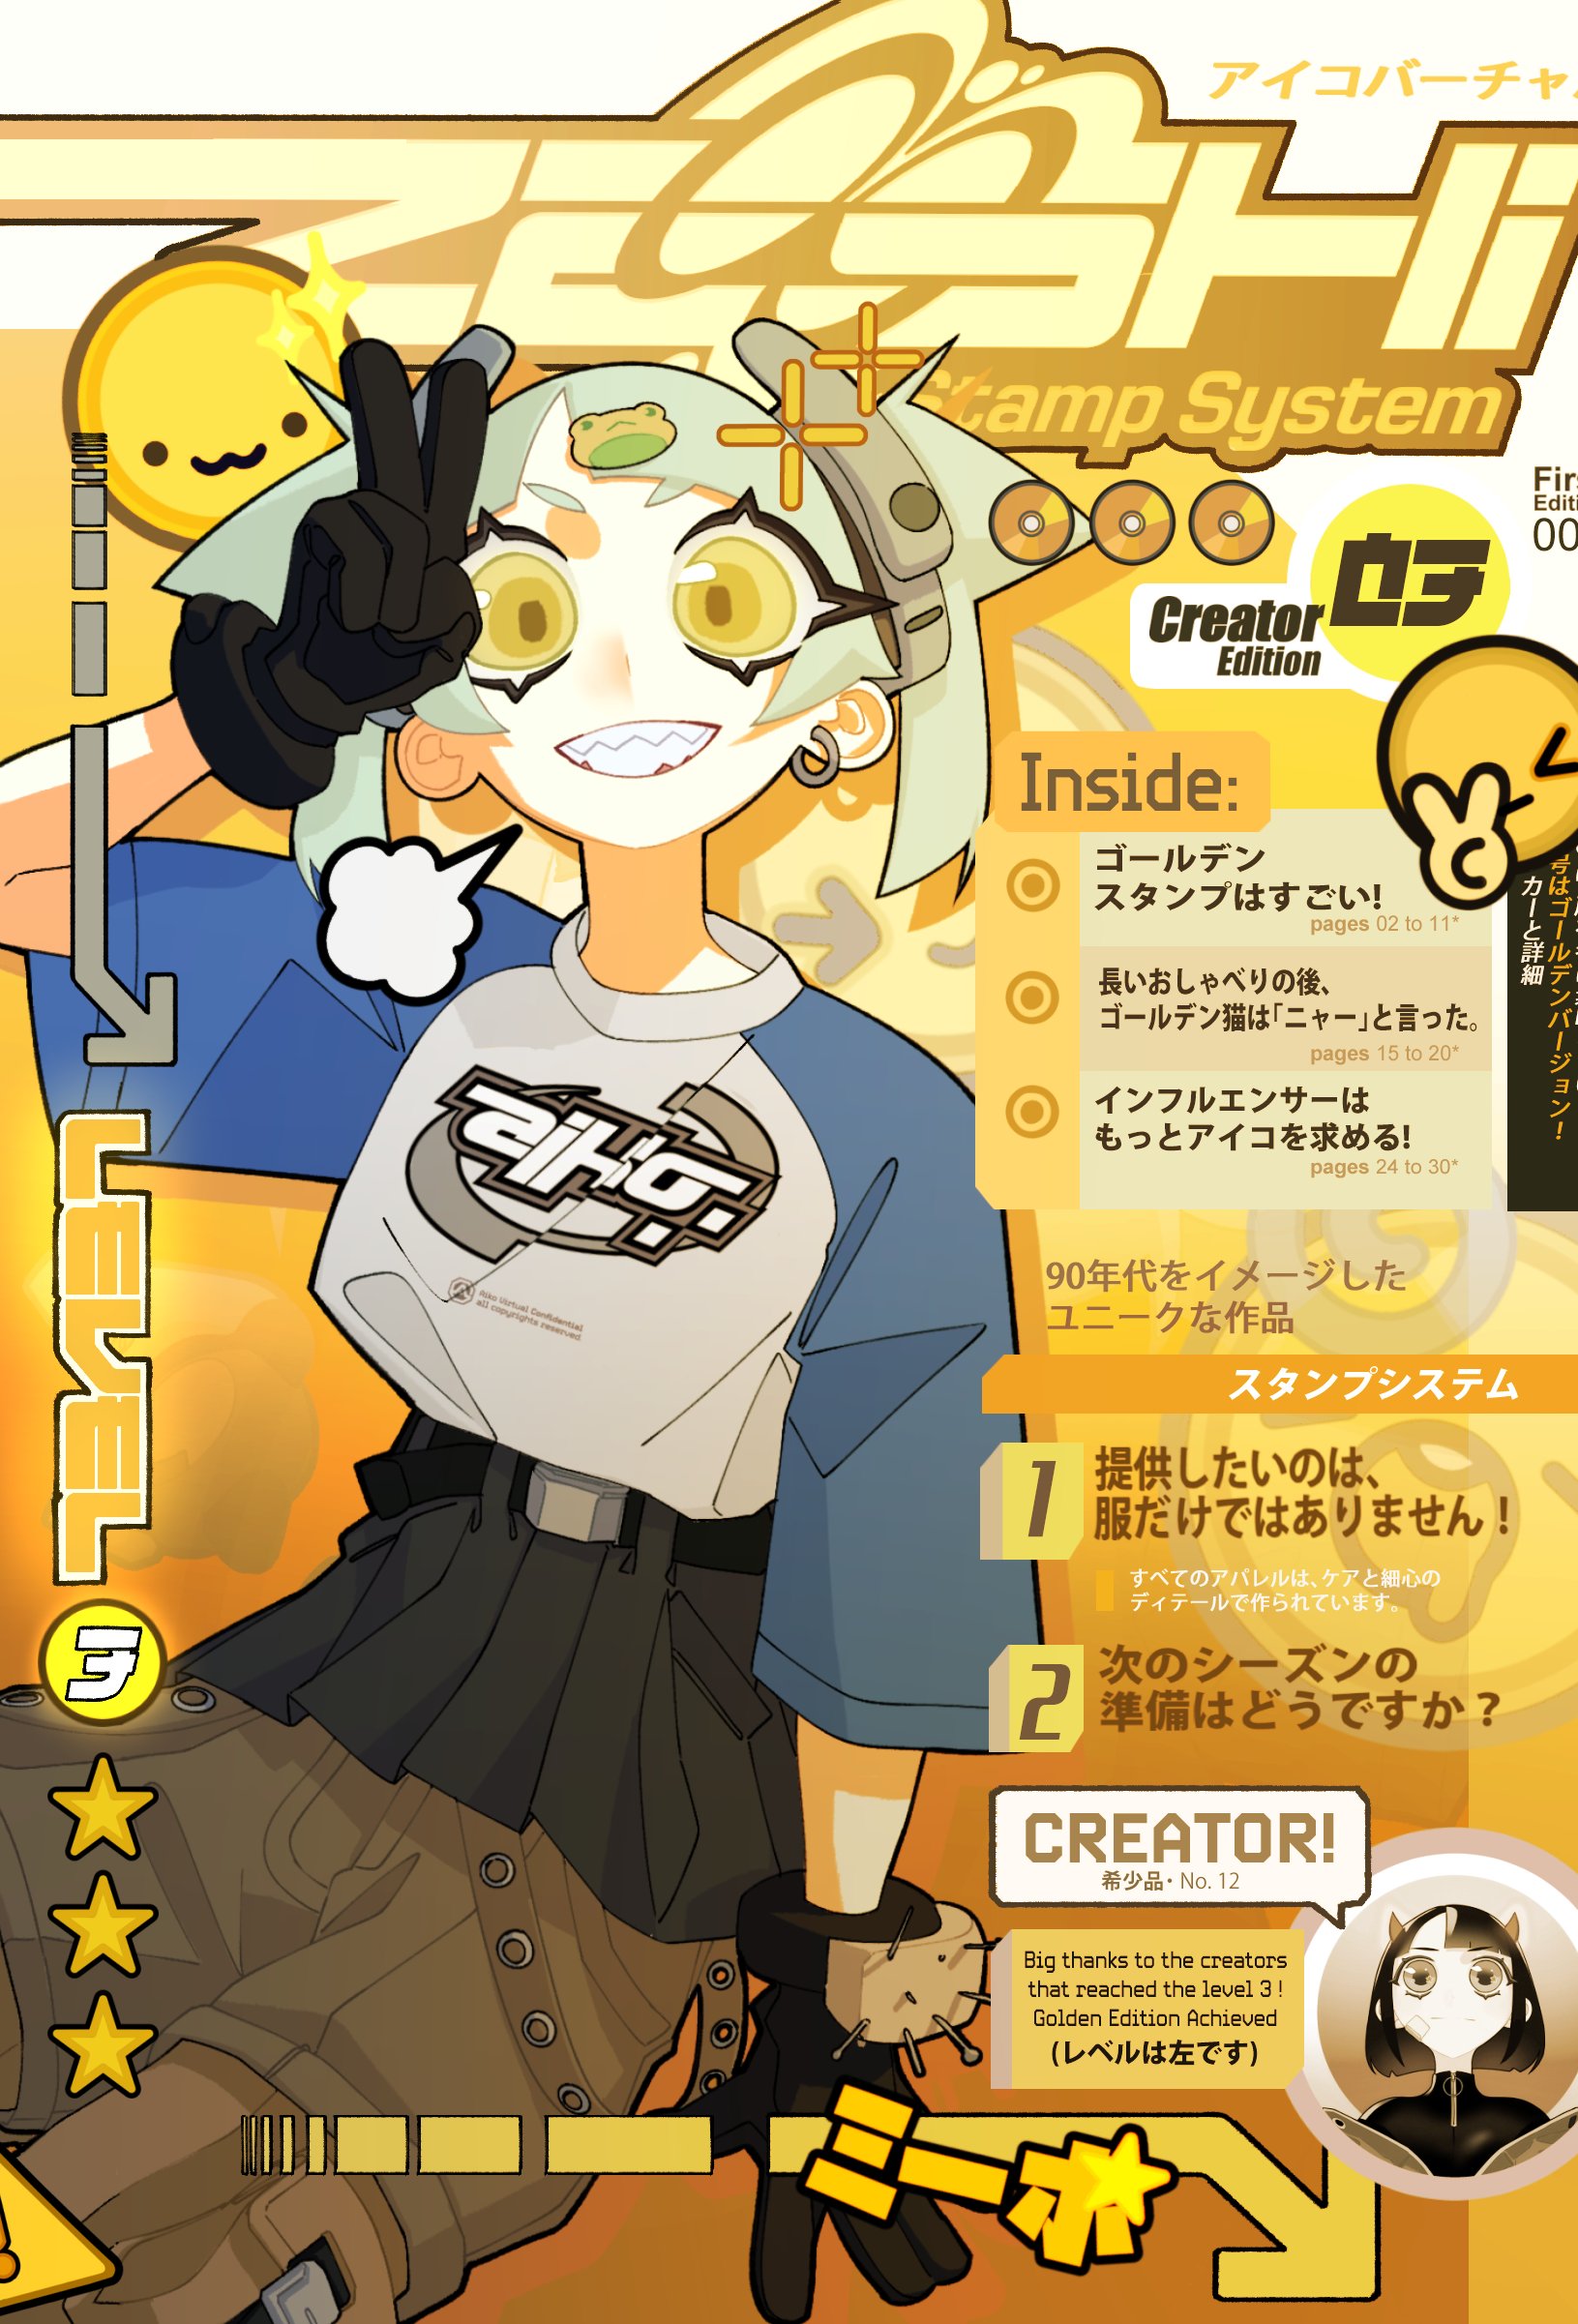 アイコバーチャ
ZESHI
Stamp System
First
Editi
00
03
Creator
Edition
Inside:
ゴールデン
スタンプはすごい!
pages 02 to 11*
長いおしゃべりの後、
ゴールデン猫は「ニャー」と言った。
pages 15 to 20*
インフルエンサーは
もっとアイコを求める!
pages 24 to 30*
号はゴールデンバージョン!
カーと詳細
aiko
Aiko Virtual Confidential
all copyrights reserved.
90年代をイメージした
ユニークな作品
スタンプシステム
1
提供したいのは、
服だけではありません!
すべてのアパレルは、ケアと細心の
ディテールで作られています。
2
次のシーズンの
準備はどうですか?
LEVEL
3
CREATOR!
希少品・No. 12
Big thanks to the creators
that reached the level 3 !
Golden Edition Achieved
(レベルは左です)
ミーホ